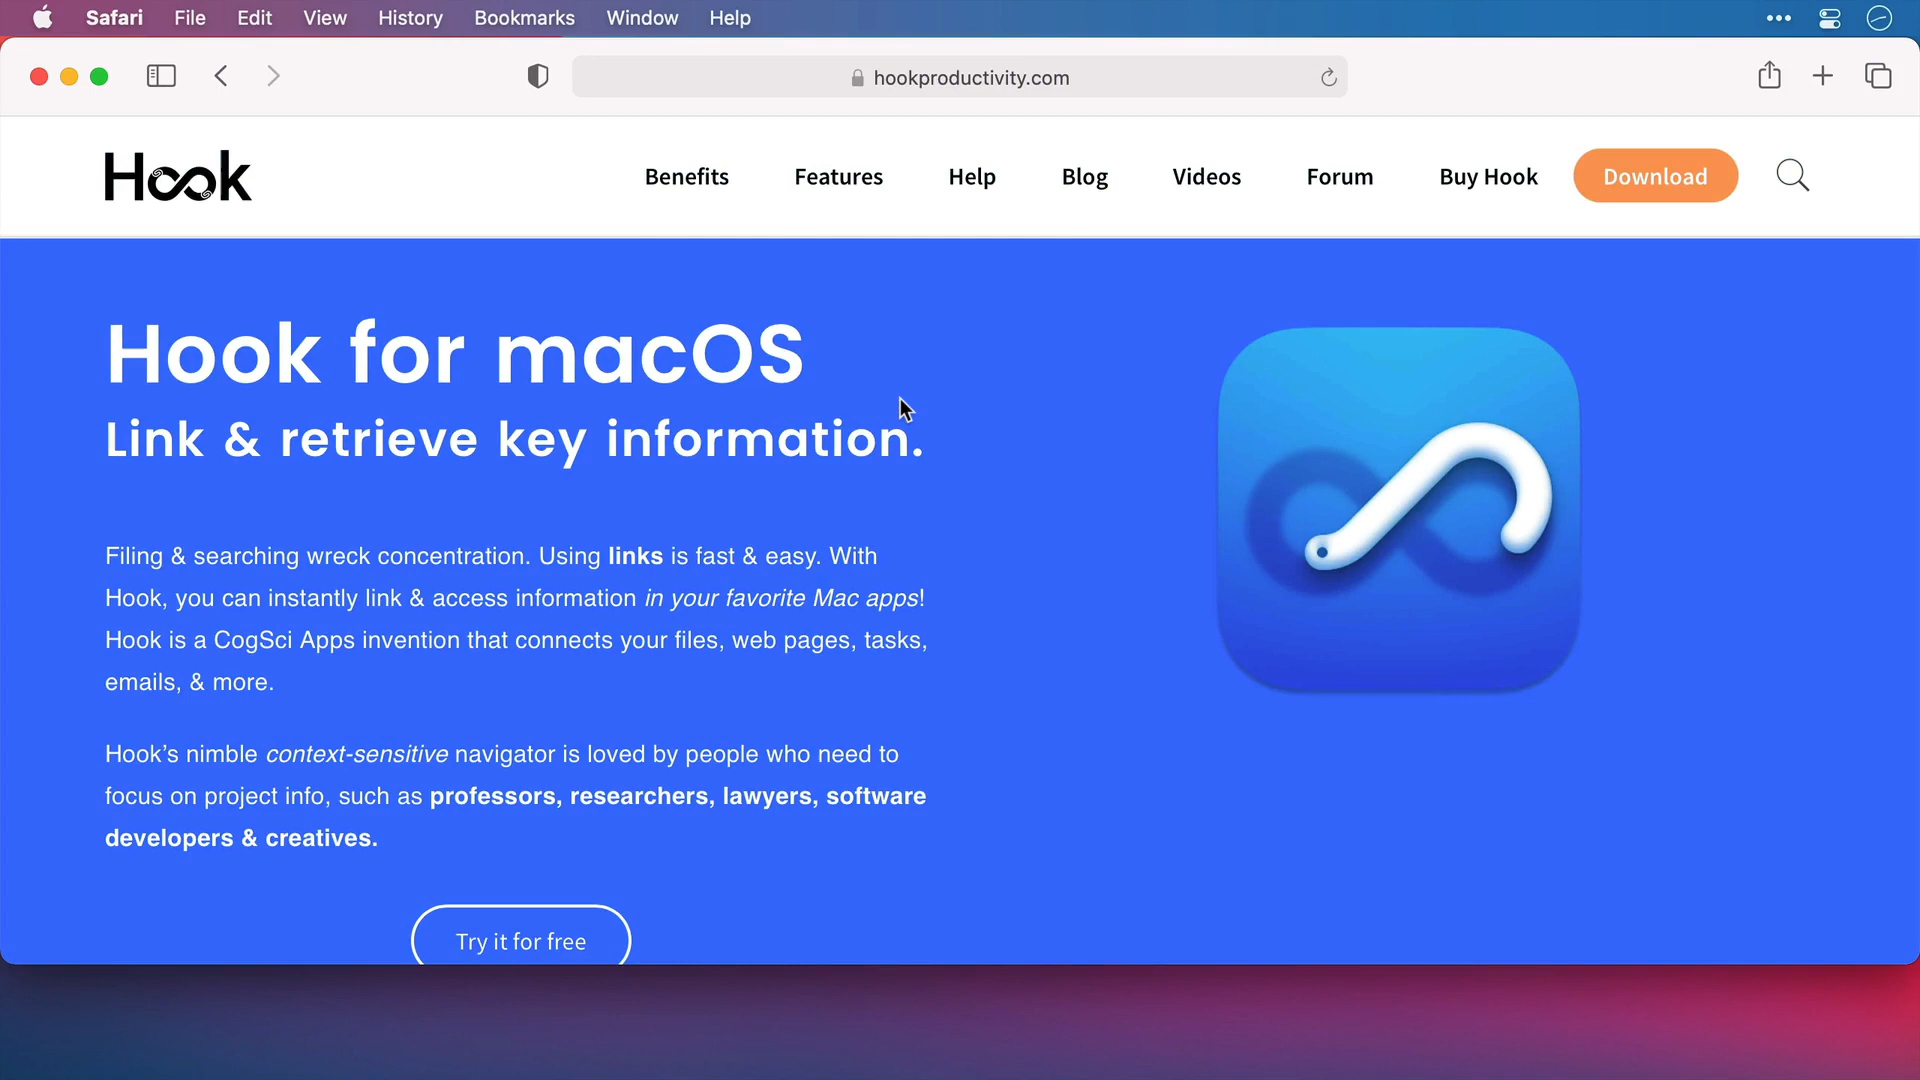 Safari File Edit View History Bookmarks Window Help
hookproductivity.com
Hook
Benefits Features Help Blog Videos Forum Buy Hook Download
Hook for macOS
Link & retrieve key information.
Filing & searching wreck concentration. Using links is fast & easy. With
Hook, you can instantly link & access information in your favorite Mac apps!
Hook is a CogSci Apps invention that connects your files, web pages, tasks,
emails, & more.
Hook’s nimble context-sensitive navigator is loved by people who need to
focus on project info, such as professors, researchers, lawyers, software
developers & creatives.
Try it for free